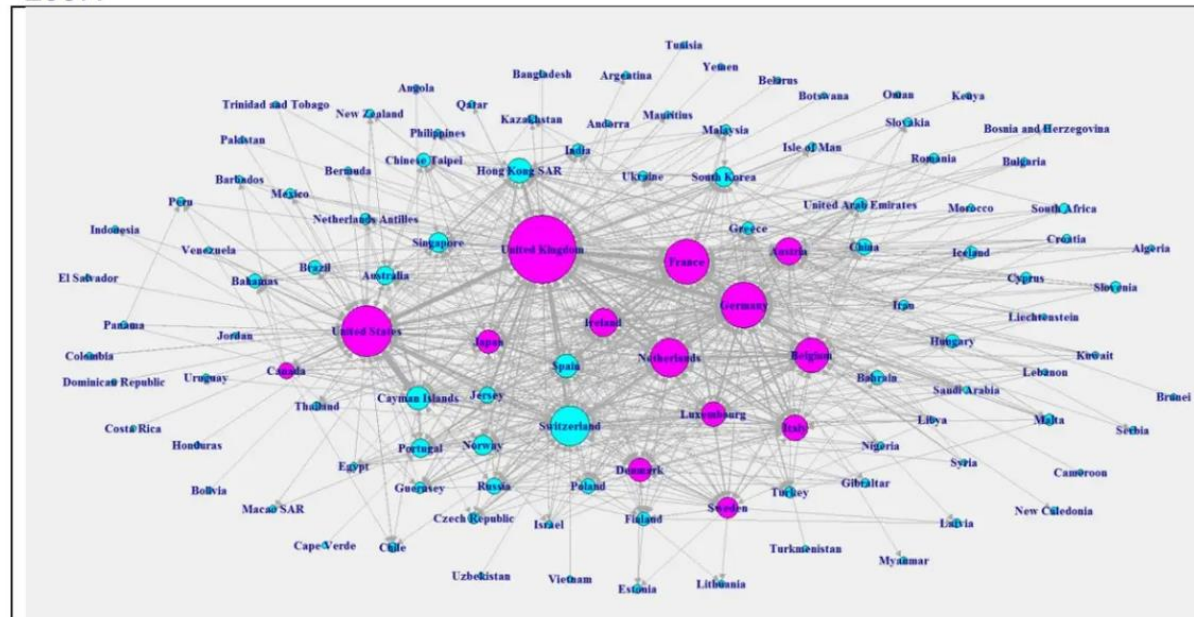 Tunisia
Yemen
Bangladesh
Argentina
Belarus
Angola
Botswana
Oman
Kenya
Trinidad and Tobago
Qatar
New Zealand
Kazakhstan
Andorra
Mauritius
Malaysia
Slovakia
Bosnia and Herzegovina
Philippines
Pakistan
India
Isle of Man
Chinese Taipei
Romania
Bulgaria
Bermuda
Hong Kong SAR
Ukraine
South Korea
Barbados
Mexico
Peru
United Arab Emirates
Morocco
South Africa
Netherlands Antilles
Indonesia
Greece
Singapore
United Kingdom
Croatia
Venezuela
Austria
China
Iceland
Algeria
France
Brazil
El Salvador
Bahamas
Australia
Cyprus
Slovenia
Germany
Iran
Liechtenstein
Panama
Ireland
United States
Jordan
Japan
Hungary
Colombia
Netherlands
Belgium
Kuwait
Spain
Canada
Lebanon
Dominican Republic
Uruguay
Bahrain
Saudi Arabia
Cayman Islands
Jersey
Brunei
Thailand
Luxembourg
Libya
Malta
Costa Rica
Switzerland
Italy
Serbia
Honduras
Portugal
Norway
Nigeria
Egypt
Denmark
Syria
Cameroon
Guernsey
Russia
Poland
Gibraltar
Bolivia
Turkey
Macao SAR
Sweden
New Caledonia
Czech Republic
Israel
Finland
Latvia
Cape Verde
Chile
Turkmenistan
Myanmar
Uzbekistan
Vietnam
Estonia
Lithuania